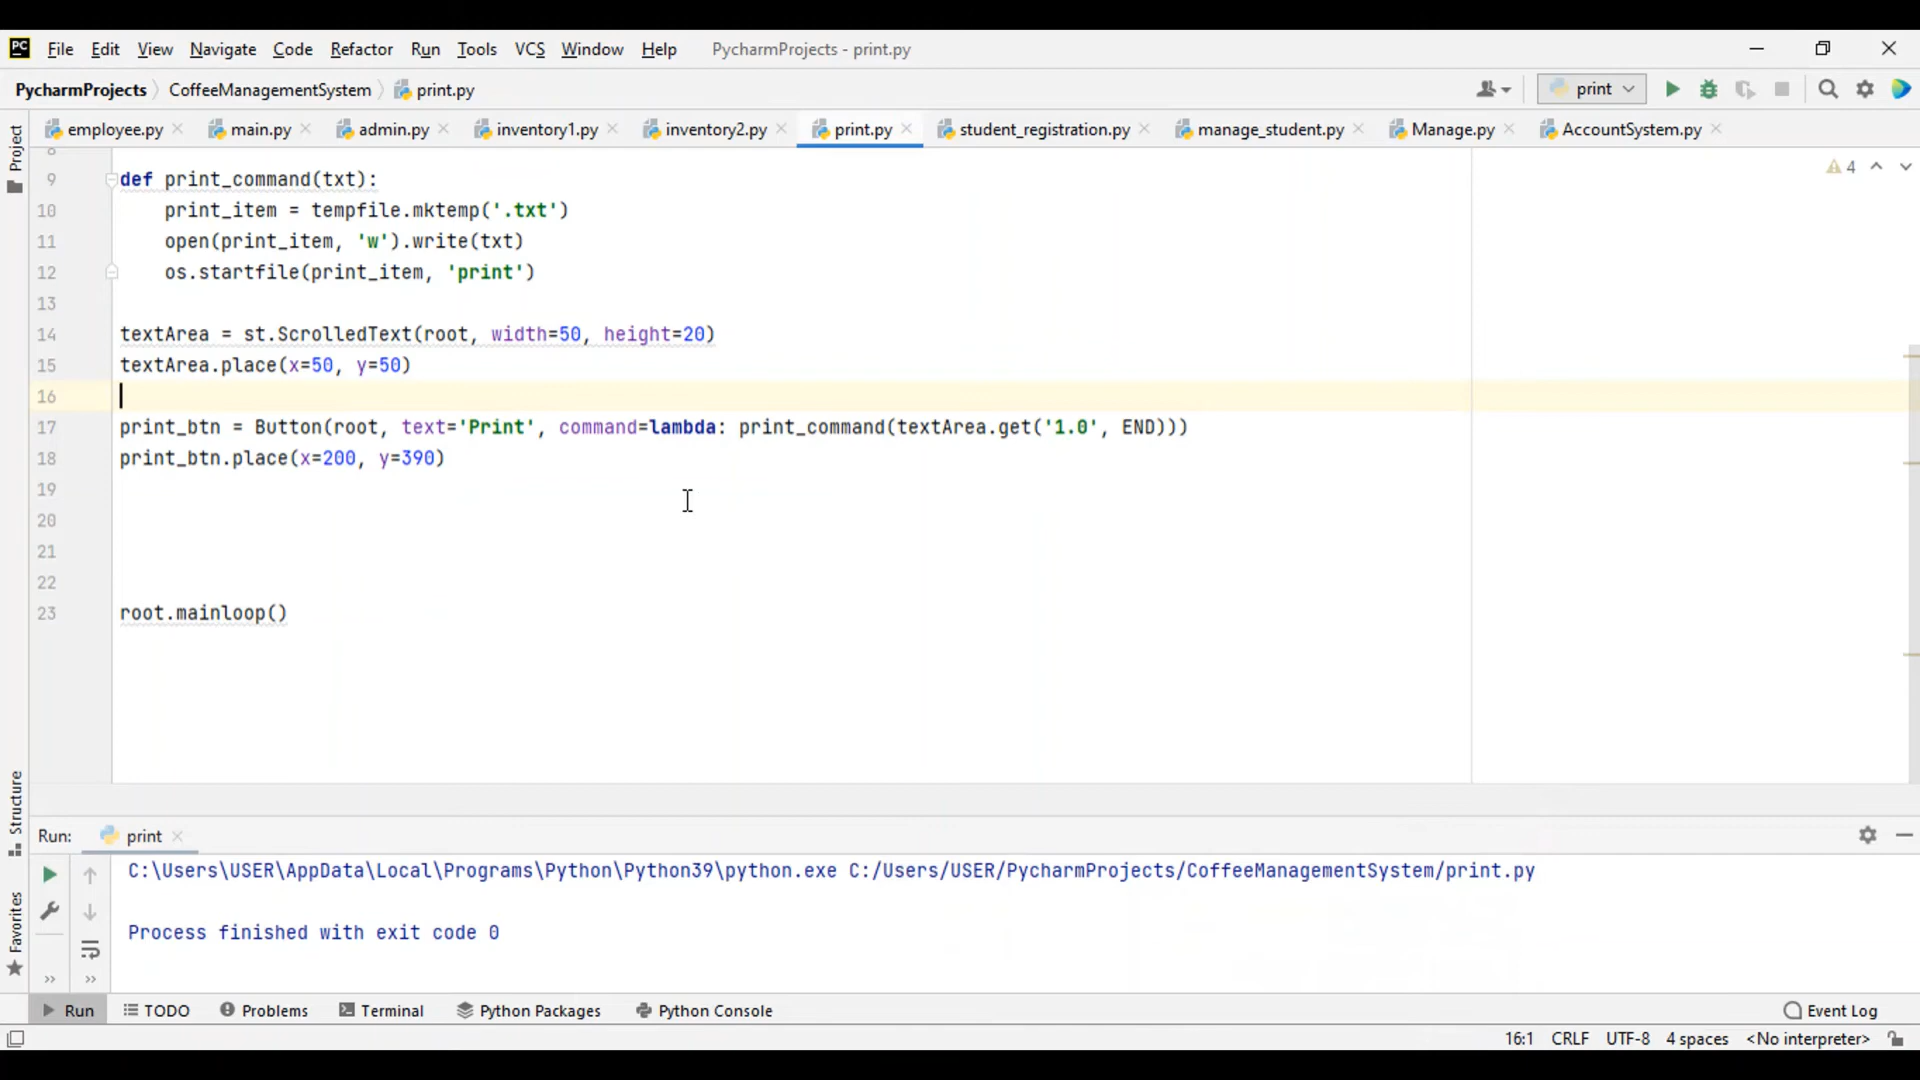 PC File Edit View Navigate Code Refactor Run Tools VCS Window Help PycharmProjects - print.py
PycharmProjects CoffeeManagementSystem print.py print
employee.py main.py admin.py inventory1.py inventory2.py print.py student_registration.py manage_student.py Manage.py AccountSystem.py
Project
8
9 def print_command(txt):
4
10 print_item = tempfile.mktemp('.txt')
11 open(print_item, 'w').write(txt)
12 os.startfile(print_item, 'print')
13
14 textArea = st.ScrolledText(root, width=50, height=20)
15 textArea.place(x=50, y=50)
16
17 print_btn = Button(root, text='Print', command=lambda: print_command(textArea.get('1.0', END)))
18 print_btn.place(x=200, y=390)
19
20
21
22
23 root.mainloop()
Structure
Favorites
Run: print
C:\Users\USER\AppData\Local\Programs\Python\Python39\python.exe C:/Users/USER/PycharmProjects/CoffeeManagementSystem/print.py
Process finished with exit code 0
Run TODO Problems Terminal Python Packages Python Console Event Log
16:1 CRLF UTF-8 4 spaces <No interpreter>